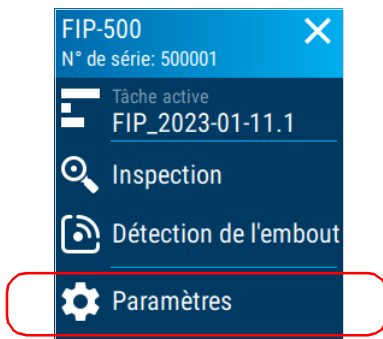 FIP-500
N° de série: 500001
Tâche active
FIP_2023-01-11.1
Inspection
Détection de l'embout
Paramètres